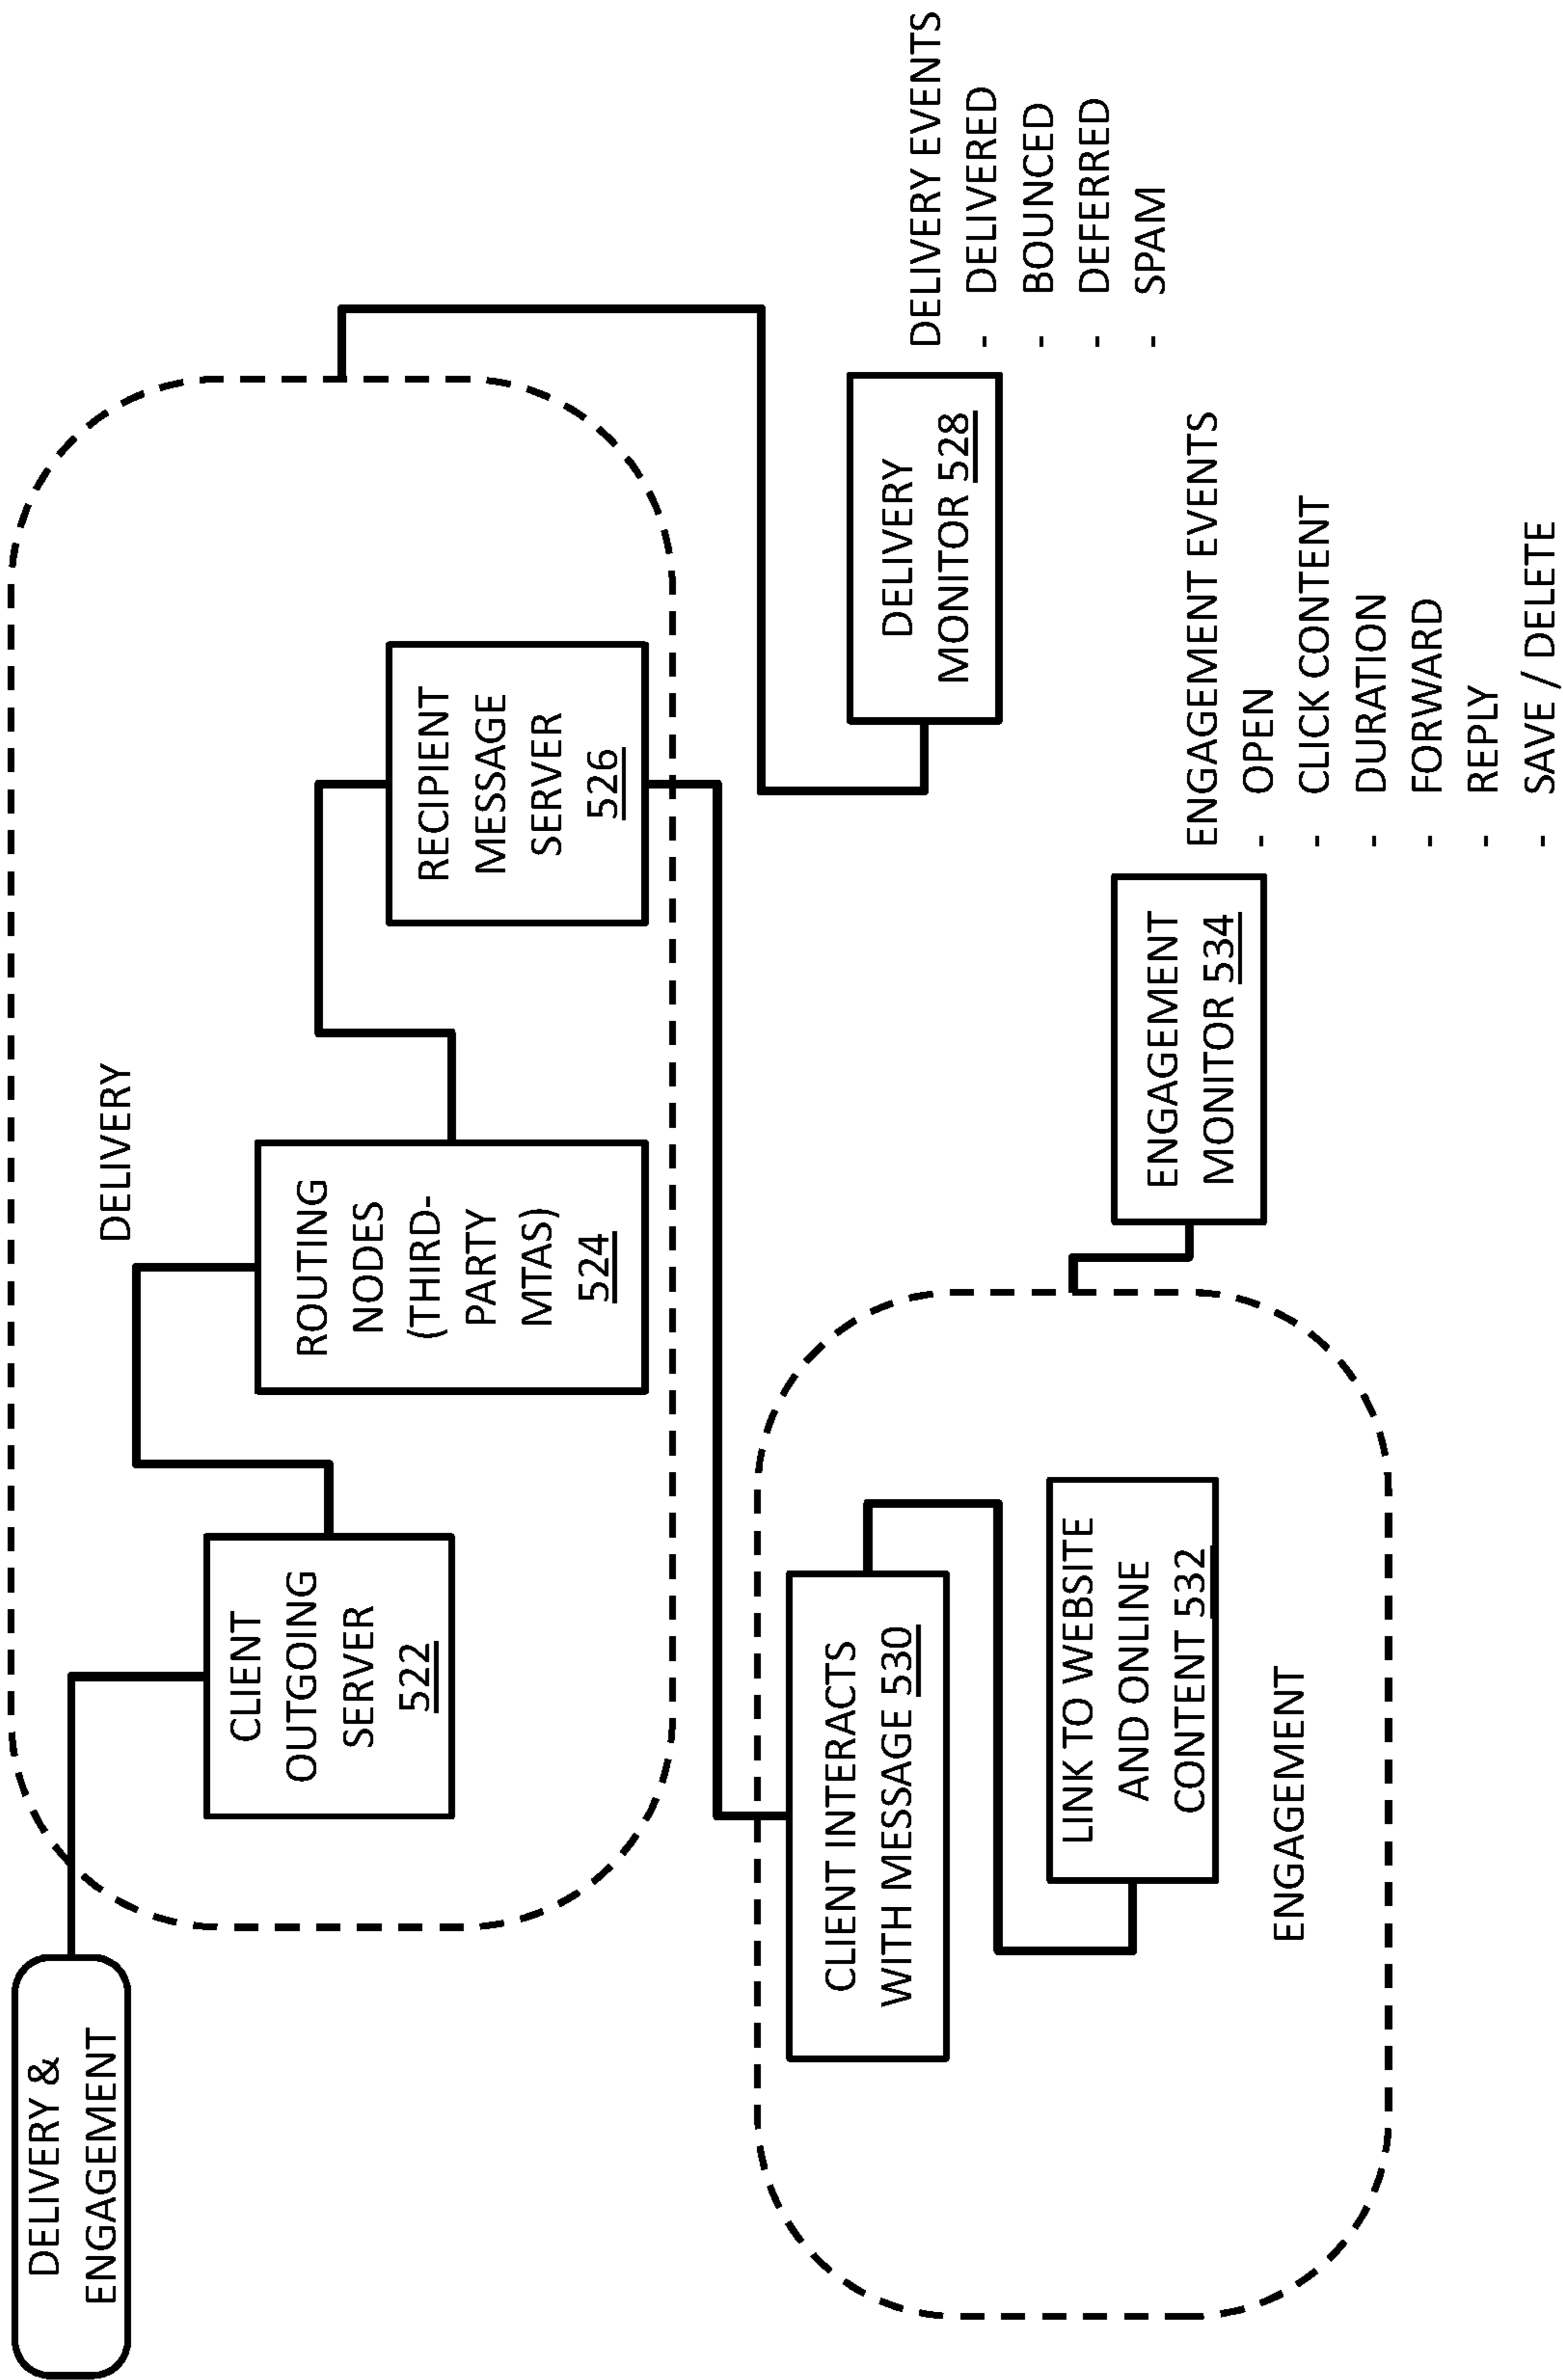 DELIVERY &
ENGAGEMENT
DELIVERY
CLIENT
OUTGOING
SERVER
522
ROUTING
NODES
(THIRD-
PARTY
MTAS)
524
RECIPIENT
MESSAGE
SERVER
526
DELIVERY
MONITOR 528
DELIVERY EVENTS
- DELIVERED
- BOUNCED
- DEFERRED
- SPAM
CLIENT INTERACTS
WITH MESSAGE 530
LINK TO WEBSITE
AND ONLINE
CONTENT 532
ENGAGEMENT
ENGAGEMENT
MONITOR 534
ENGAGEMENT EVENTS
- OPEN
- CLICK CONTENT
- DURATION
- FORWARD
- REPLY
- SAVE / DELETE